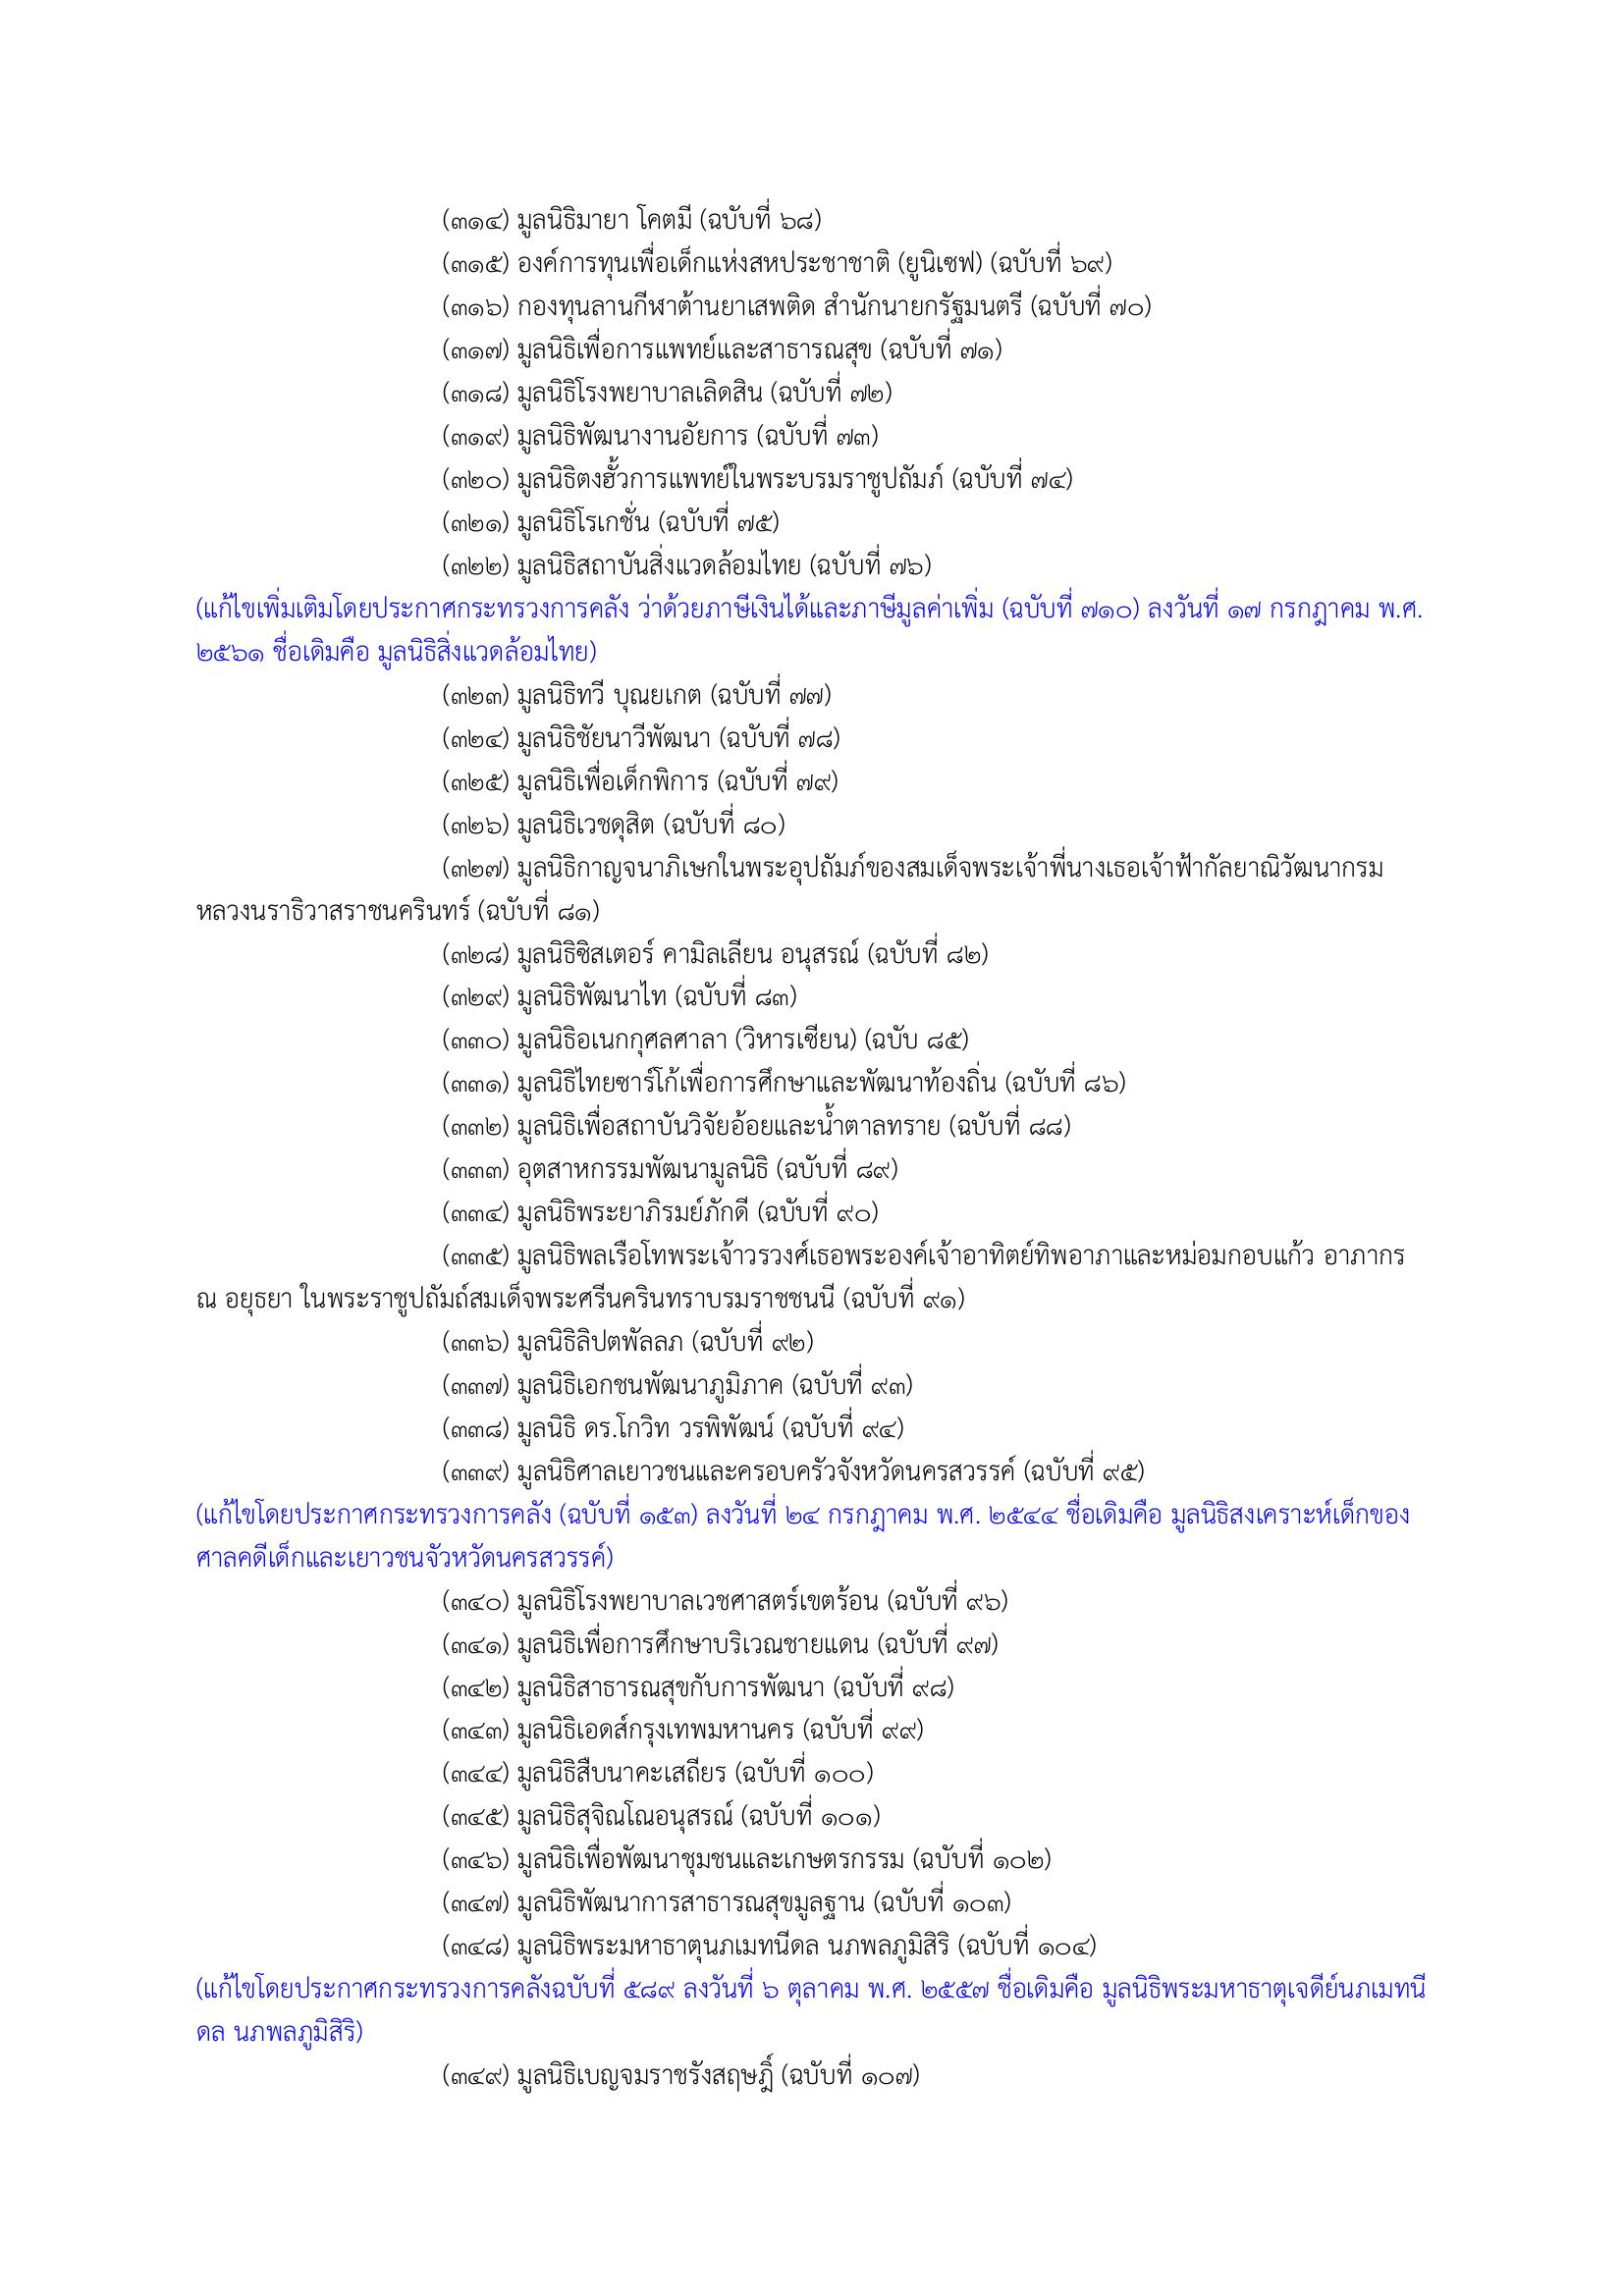 (๓๑๔) มูลนิธิมายา โคตมี (ฉบับที่ ๖๘)
(๓๑๕) องค์การทุนเพื่อเด็กแห่งสหประชาชาติ (ยูนิเซฟ) (ฉบับที่ ๖๙)
(๓๑๖) กองทุนลานกีฬาต้านยาเสพติด สำนักนายกรัฐมนตรี (ฉบับที่ ๗๐)
(๓๑๗) มูลนิธิเพื่อการแพทย์และสาธารณสุข (ฉบับที่ ๗๑)
(๓๑๘) มูลนิธิโรงพยาบาลเลิดสิน (ฉบับที่ ๗๒)
(๓๑๙) มูลนิธิพัฒนางานอัยการ (ฉบับที่ ๗๓)
(๓๒๐) มูลนิธิตงฮั้วการแพทย์ในพระบรมราชูปถัมภ์ (ฉบับที่ ๗๔)
(๓๒๑) มูลนิธิโรเกชั่น (ฉบับที่ ๗๕)
(๓๒๒) มูลนิธิสถาบันสิ่งแวดล้อมไทย (ฉบับที่ ๗๖)
(แก้ไขเพิ่มเติมโดยประกาศกระทรวงการคลัง ว่าด้วยภาษีเงินได้และภาษีมูลค่าเพิ่ม (ฉบับที่ ๗๑๐) ลงวันที่ ๑๗ กรกฎาคม พ.ศ.
๒๕๖๑ ชื่อเดิมคือ มูลนิธิสิ่งแวดล้อมไทย)
(๓๒๓) มูลนิธิทวี บุณยเกต (ฉบับที่ ๗๗)
(๓๒๔) มูลนิธิชัยนาวีพัฒนา (ฉบับที่ ๗๘)
(๓๒๕) มูลนิธิเพื่อเด็กพิการ (ฉบับที่ ๗๙)
(๓๒๖) มูลนิธิเวชดุสิต (ฉบับที่ ๘๐)
(๓๒๗) มูลนิธิกาญจนาภิเษกในพระอุปถัมภ์ของสมเด็จพระเจ้าพี่นางเธอเจ้าฟ้ากัลยาณิวัฒนากรม
หลวงนราธิวาสราชนครินทร์ (ฉบับที่ ๘๑)
(๓๒๘) มูลนิธิซิสเตอร์ คามิลเลียน อนุสรณ์ (ฉบับที่ ๘๒)
(๓๒๙) มูลนิธิพัฒนาไท (ฉบับที่ ๘๓)
(๓๓๐) มูลนิธิอเนกกุศลศาลา (วิหารเซียน) (ฉบับ ๘๕)
(๓๓๑) มูลนิธิไทยซาร์โก้เพื่อการศึกษาและพัฒนาท้องถิ่น (ฉบับที่ ๘๖)
(๓๓๒) มูลนิธิเพื่อสถาบันวิจัยอ้อยและน้ำตาลทราย (ฉบับที่ ๘๘)
(๓๓๓) อุตสาหกรรมพัฒนามูลนิธิ (ฉบับที่ ๘๙)
(๓๓๔) มูลนิธิพระยาภิรมย์ภักดี (ฉบับที่ ๙๐)
(๓๓๕) มูลนิธิพลเรือโทพระเจ้าวรวงศ์เธอพระองค์เจ้าอาทิตย์ทิพอาภาและหม่อมกอบแก้ว อาภากร
ณ อยุธยา ในพระราชูปถัมถ์สมเด็จพระศรีนครินทราบรมราชชนนี (ฉบับที่ ๙๑)
(๓๓๖) มูลนิธิลิปตพัลลภ (ฉบับที่ ๙๒)
(๓๓๗) มูลนิธิเอกชนพัฒนาภูมิภาค (ฉบับที่ ๙๓)
(๓๓๘) มูลนิธิ ดร.โกวิท วรพิพัฒน์ (ฉบับที่ ๙๔)
(๓๓๙) มูลนิธิศาลเยาวชนและครอบครัวจังหวัดนครสวรรค์ (ฉบับที่ ๙๕)
(แก้ไขโดยประกาศกระทรวงการคลัง (ฉบับที่ ๑๕๓) ลงวันที่ ๒๔ กรกฎาคม พ.ศ. ๒๕๔๔ ชื่อเดิมคือ มูลนิธิสงเคราะห์เด็กของ
ศาลคดีเด็กและเยาวชนจัวหวัดนครสวรรค์)
(๓๔๐) มูลนิธิโรงพยาบาลเวชศาสตร์เขตร้อน (ฉบับที่ ๙๖)
(๓๔๑) มูลนิธิเพื่อการศึกษาบริเวณชายแดน (ฉบับที่ ๙๗)
(๓๔๒) มูลนิธิสาธารณสุขกับการพัฒนา (ฉบับที่ ๙๘)
(๓๔๓) มูลนิธิเอดส์กรุงเทพมหานคร (ฉบับที่ ๙๙)
(๓๔๔) มูลนิธิสืบนาคะเสถียร (ฉบับที่ ๑๐๐)
(๓๔๕) มูลนิธิสุจิณโณอนุสรณ์ (ฉบับที่ ๑๐๑)
(๓๔๖) มูลนิธิเพื่อพัฒนาชุมชนและเกษตรกรรม (ฉบับที่ ๑๐๒)
(๓๔๗) มูลนิธิพัฒนาการสาธารณสุขมูลฐาน (ฉบับที่ ๑๐๓)
(๓๔๘) มูลนิธิพระมหาธาตุนภเมทนีดล นภพลภูมิสิริ (ฉบับที่ ๑๐๔)
(แก้ไขโดยประกาศกระทรวงการคลังฉบับที่ ๕๘๙ ลงวันที่ ๖ ตุลาคม พ.ศ. ๒๕๕๗ ชื่อเดิมคือ มูลนิธิพระมหาธาตุเจดีย์นภเมทนี
ดล นภพลภูมิสิริ)
(๓๔๙) มูลนิธิเบญจมราชรังสฤษฎิ์ (ฉบับที่ ๑๐๗)